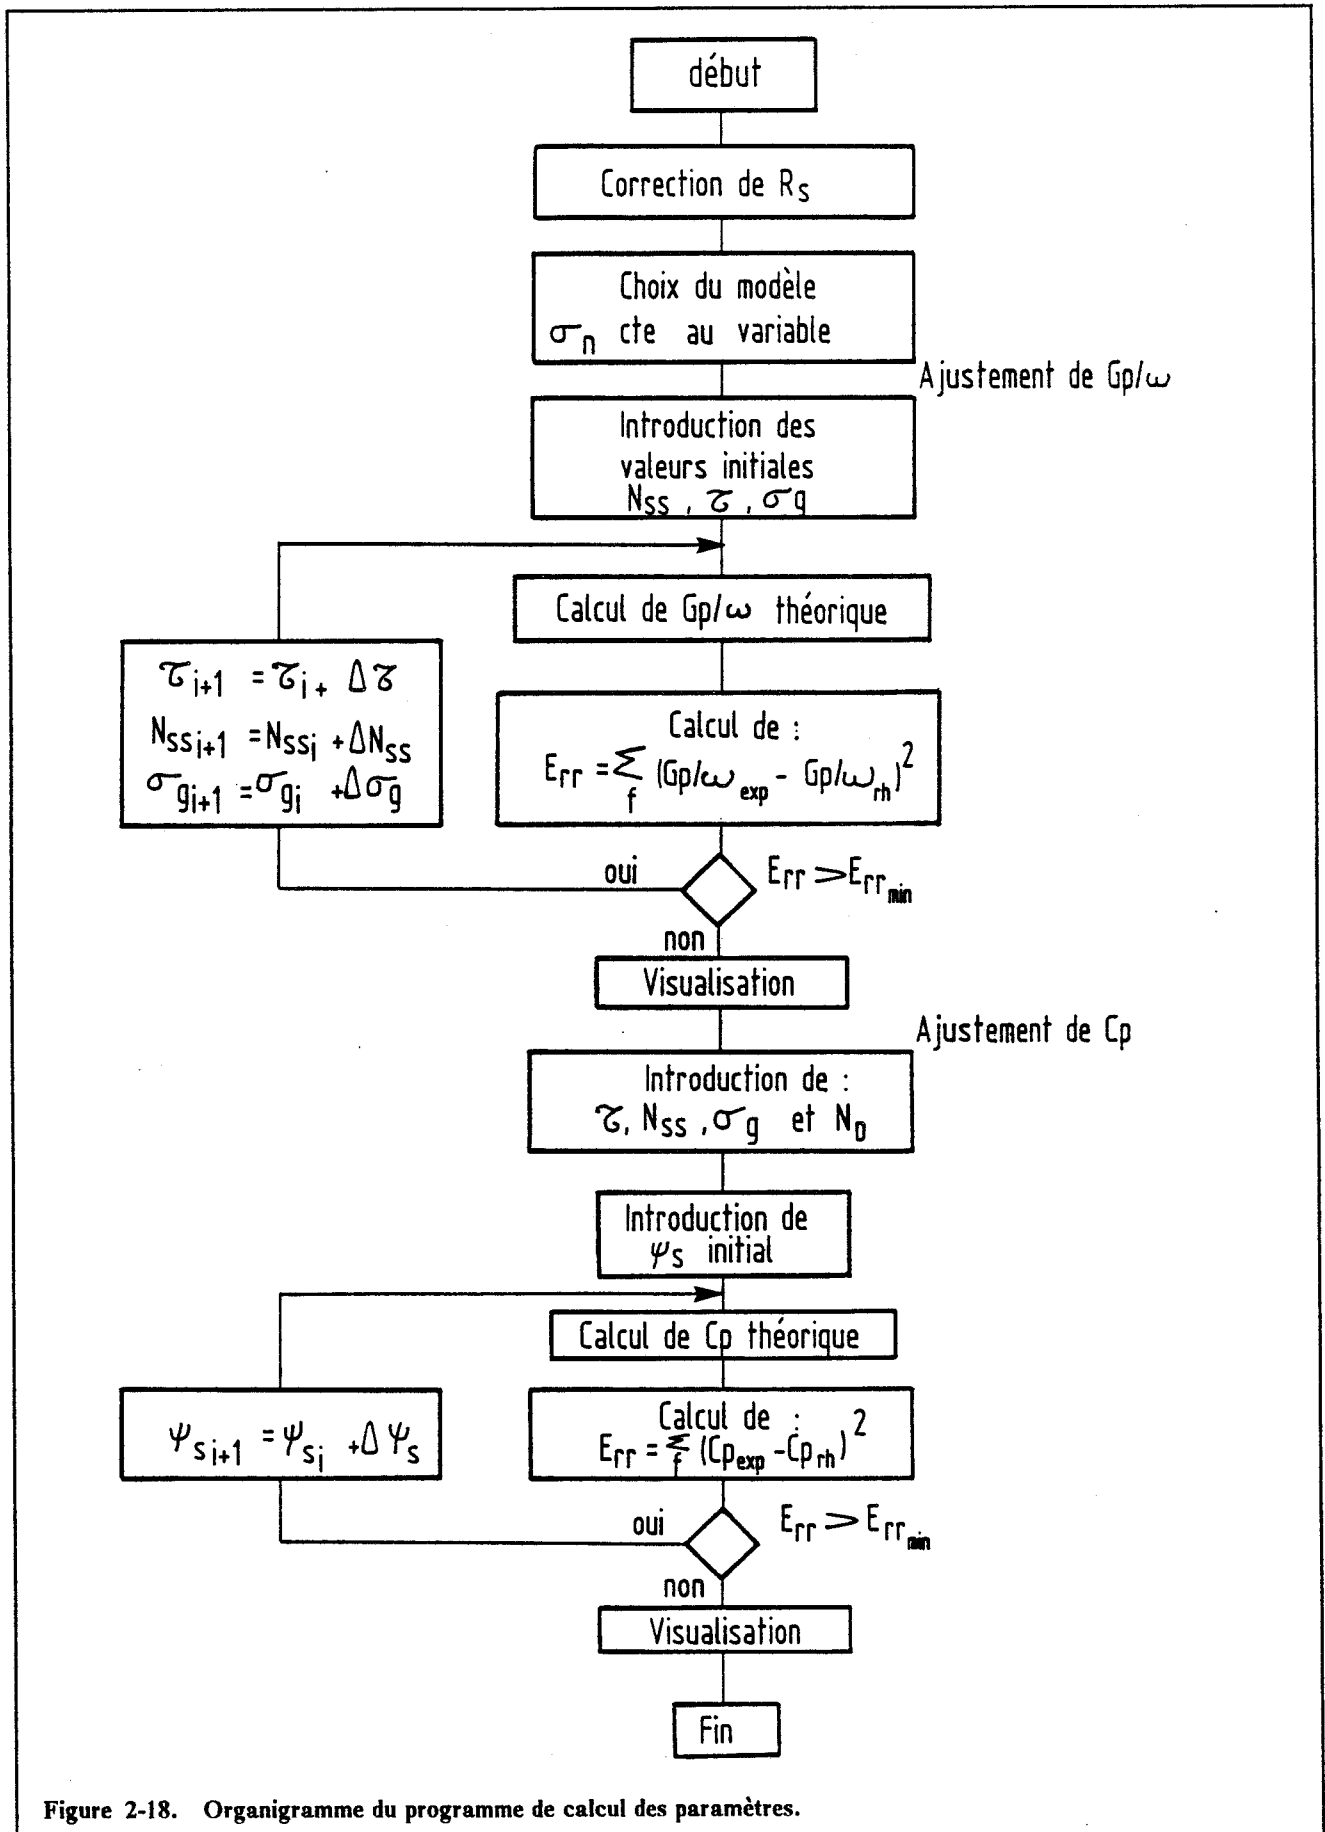 début
Correction de Rs
Choix du modèle
σn cte au variable
Ajustement de Gp/ω
Introduction des
valeurs initiales
Nss , τ , σg
Calcul de Gp/ω théorique
τi+1 = τi + Δτ
Nssi+1 = Nssi + ΔNss
σgi+1 = σgi + Δσg
Calcul de :
Err = Σf (Gp/ωexp - Gp/ωrh)²
oui
Err > Errmin
non
Visualisation
Ajustement de Cp
Introduction de :
τ, Nss , σg et ND
Introduction de
ψs initial
Calcul de Cp théorique
ψsi+1 = ψsi + Δψs
Calcul de :
Err = Σf (Cpexp - Cprh)²
oui
Err > Errmin
non
Visualisation
Fin
Figure 2-18. Organigramme du programme de calcul des paramètres.